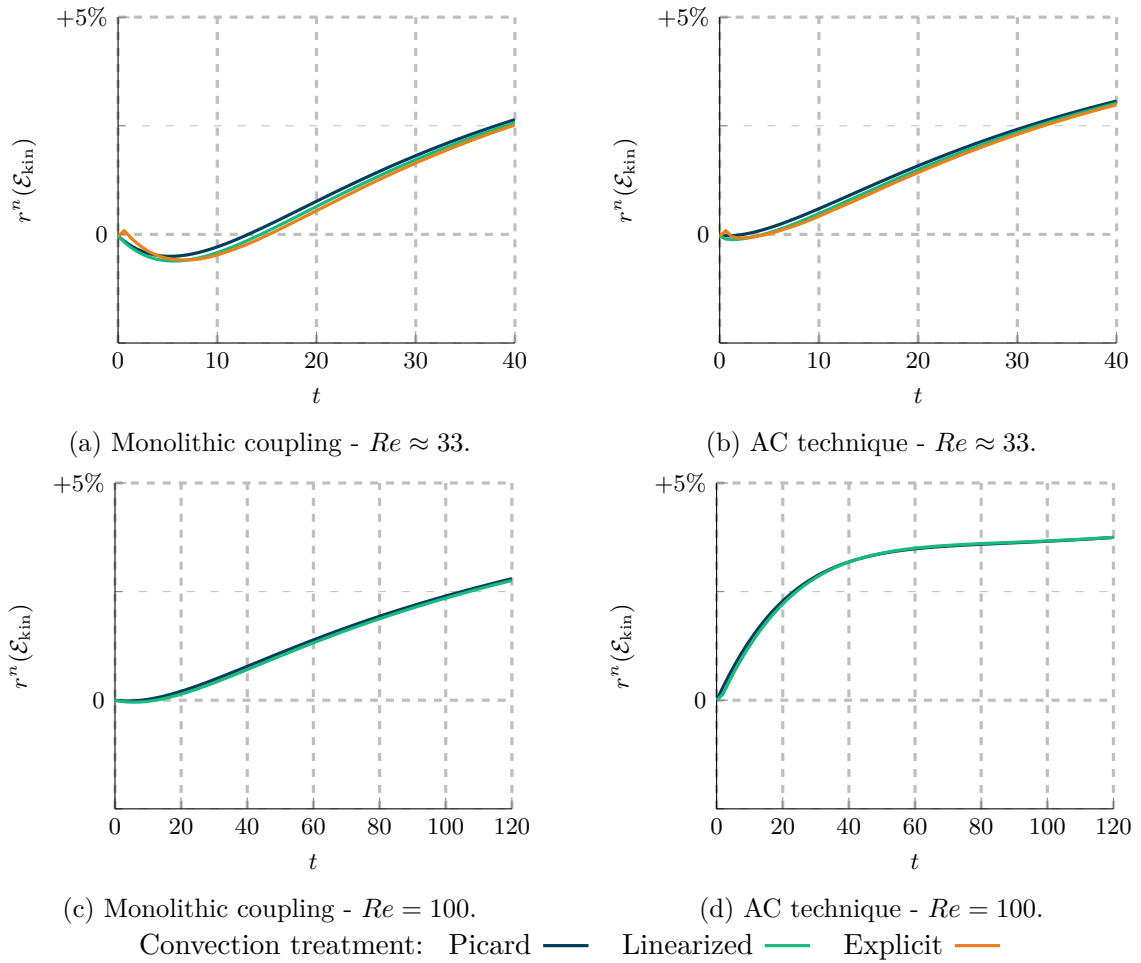 +5%
+5%
r^n(ℰ_kin)
r^n(ℰ_kin)
0
0
0 10 20 30 40
0 10 20 30 40
t
t
(a) Monolithic coupling - Re ≈ 33.
(b) AC technique - Re ≈ 33.
+5%
+5%
r^n(ℰ_kin)
r^n(ℰ_kin)
0
0
0 20 40 60 80 100 120
0 20 40 60 80 100 120
t
t
(c) Monolithic coupling - Re = 100.
(d) AC technique - Re = 100.
Convection treatment: Picard Linearized Explicit